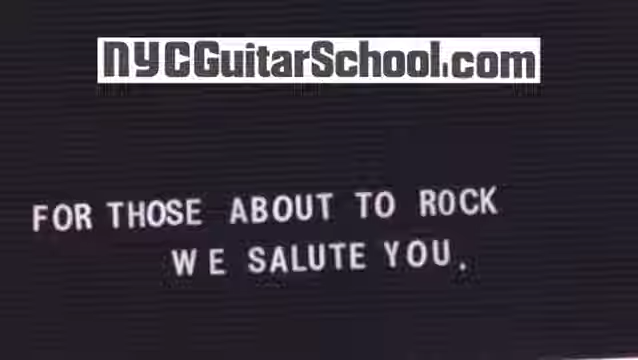 NYCGuitarSchool.com
FOR THOSE ABOUT TO ROCK
WE SALUTE YOU.